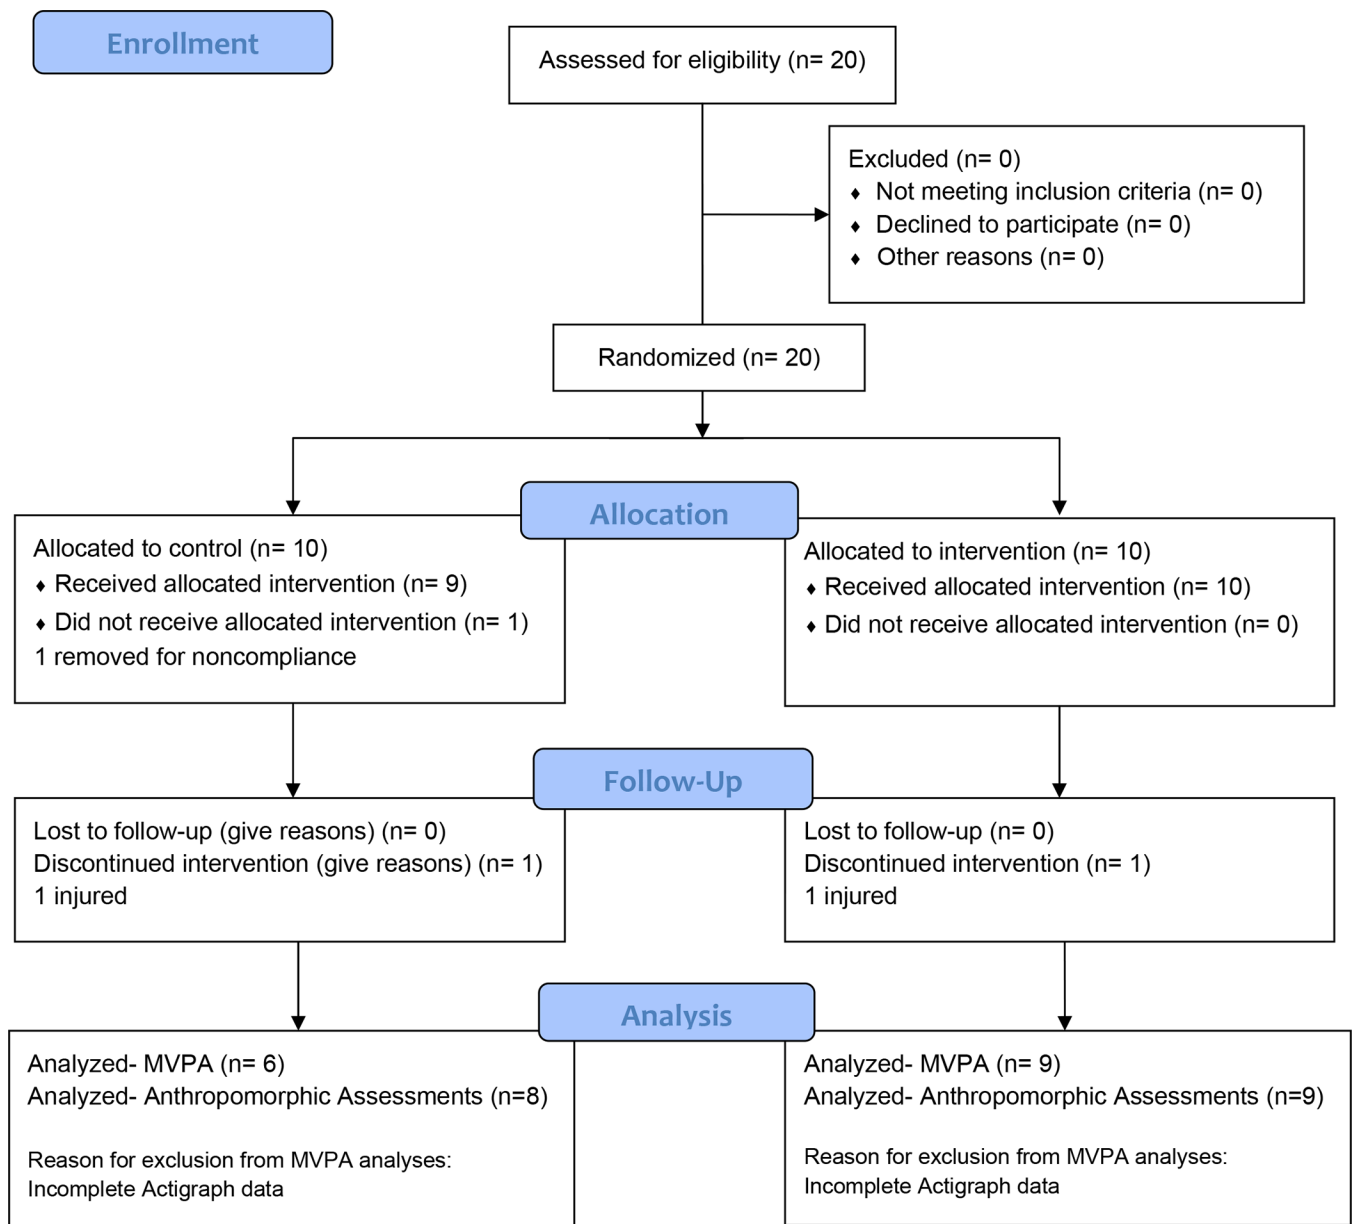 Enrollment
Assessed for eligibility (n= 20)
Excluded (n= 0)
♦ Not meeting inclusion criteria (n= 0)
♦ Declined to participate (n= 0)
♦ Other reasons (n= 0)
Randomized (n= 20)
Allocation
Allocated to control (n= 10)
♦ Received allocated intervention (n= 9)
♦ Did not receive allocated intervention (n= 1)
1 removed for noncompliance
Allocated to intervention (n= 10)
♦ Received allocated intervention (n= 10)
♦ Did not receive allocated intervention (n= 0)
Follow-Up
Lost to follow-up (give reasons) (n= 0)
Discontinued intervention (give reasons) (n= 1)
1 injured
Lost to follow-up (n= 0)
Discontinued intervention (n= 1)
1 injured
Analysis
Analyzed- MVPA (n= 6)
Analyzed- Anthropomorphic Assessments (n=8)
Reason for exclusion from MVPA analyses:
Incomplete Actigraph data
Analyzed- MVPA (n= 9)
Analyzed- Anthropomorphic Assessments (n=9)
Reason for exclusion from MVPA analyses:
Incomplete Actigraph data